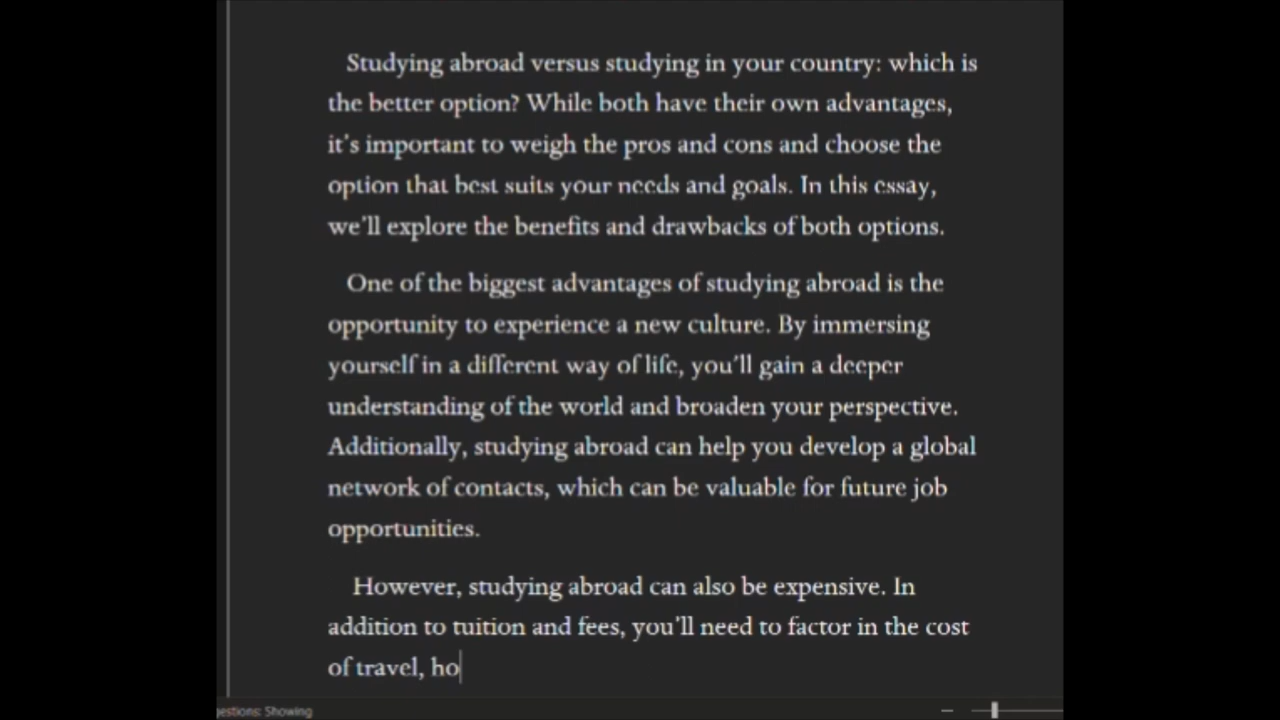 Studying abroad versus studying in your country: which is
the better option? While both have their own advantages,
it's important to weigh the pros and cons and choose the
option that best suits your needs and goals. In this essay,
we'll explore the benefits and drawbacks of both options.
One of the biggest advantages of studying abroad is the
opportunity to experience a new culture. By immersing
yourself in a different way of life, you'll gain a deeper
understanding of the world and broaden your perspective.
Additionally, studying abroad can help you develop a global
network of contacts, which can be valuable for future job
opportunities.
However, studying abroad can also be expensive. In
addition to tuition and fees, you'll need to factor in the cost
of travel, ho
gestions: Showing